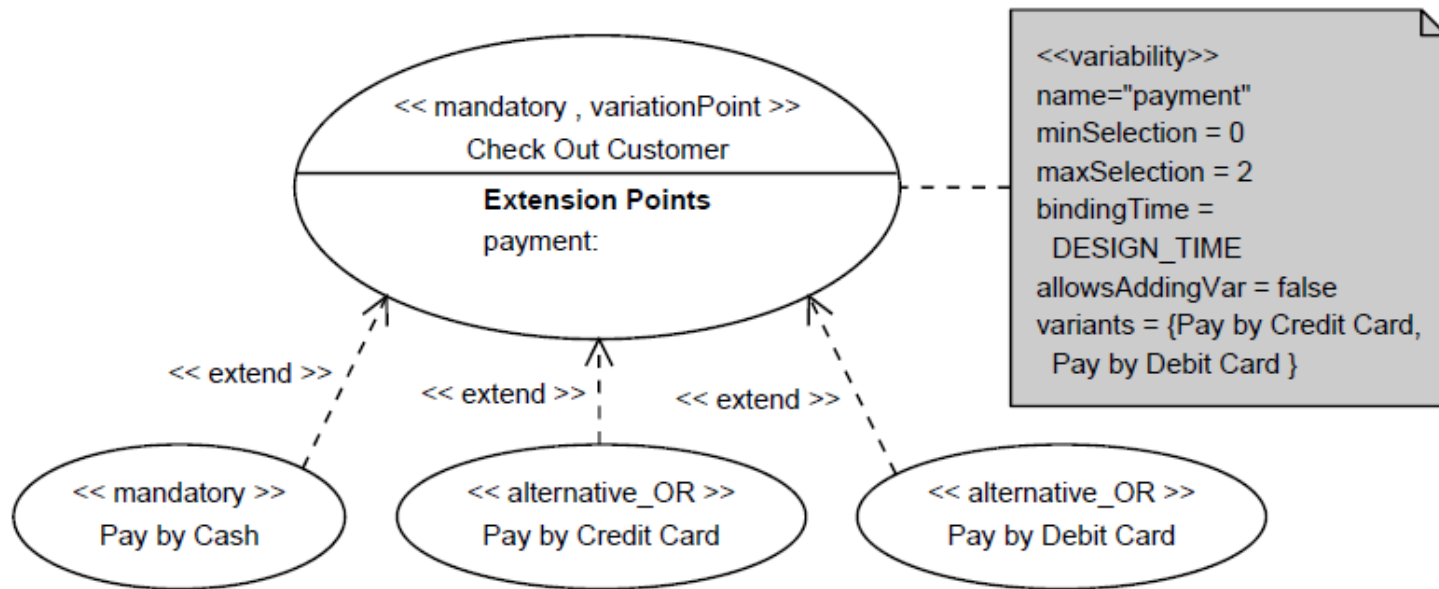 << mandatory , variationPoint >>
Check Out Customer
Extension Points
payment:
<<variability>>
name="payment"
minSelection = 0
maxSelection = 2
bindingTime =
DESIGN_TIME
allowsAddingVar = false
variants = {Pay by Credit Card,
Pay by Debit Card }
<< extend >>
<< extend >>
<< extend >>
<< mandatory >>
Pay by Cash
<< alternative_OR >>
Pay by Credit Card
<< alternative_OR >>
Pay by Debit Card